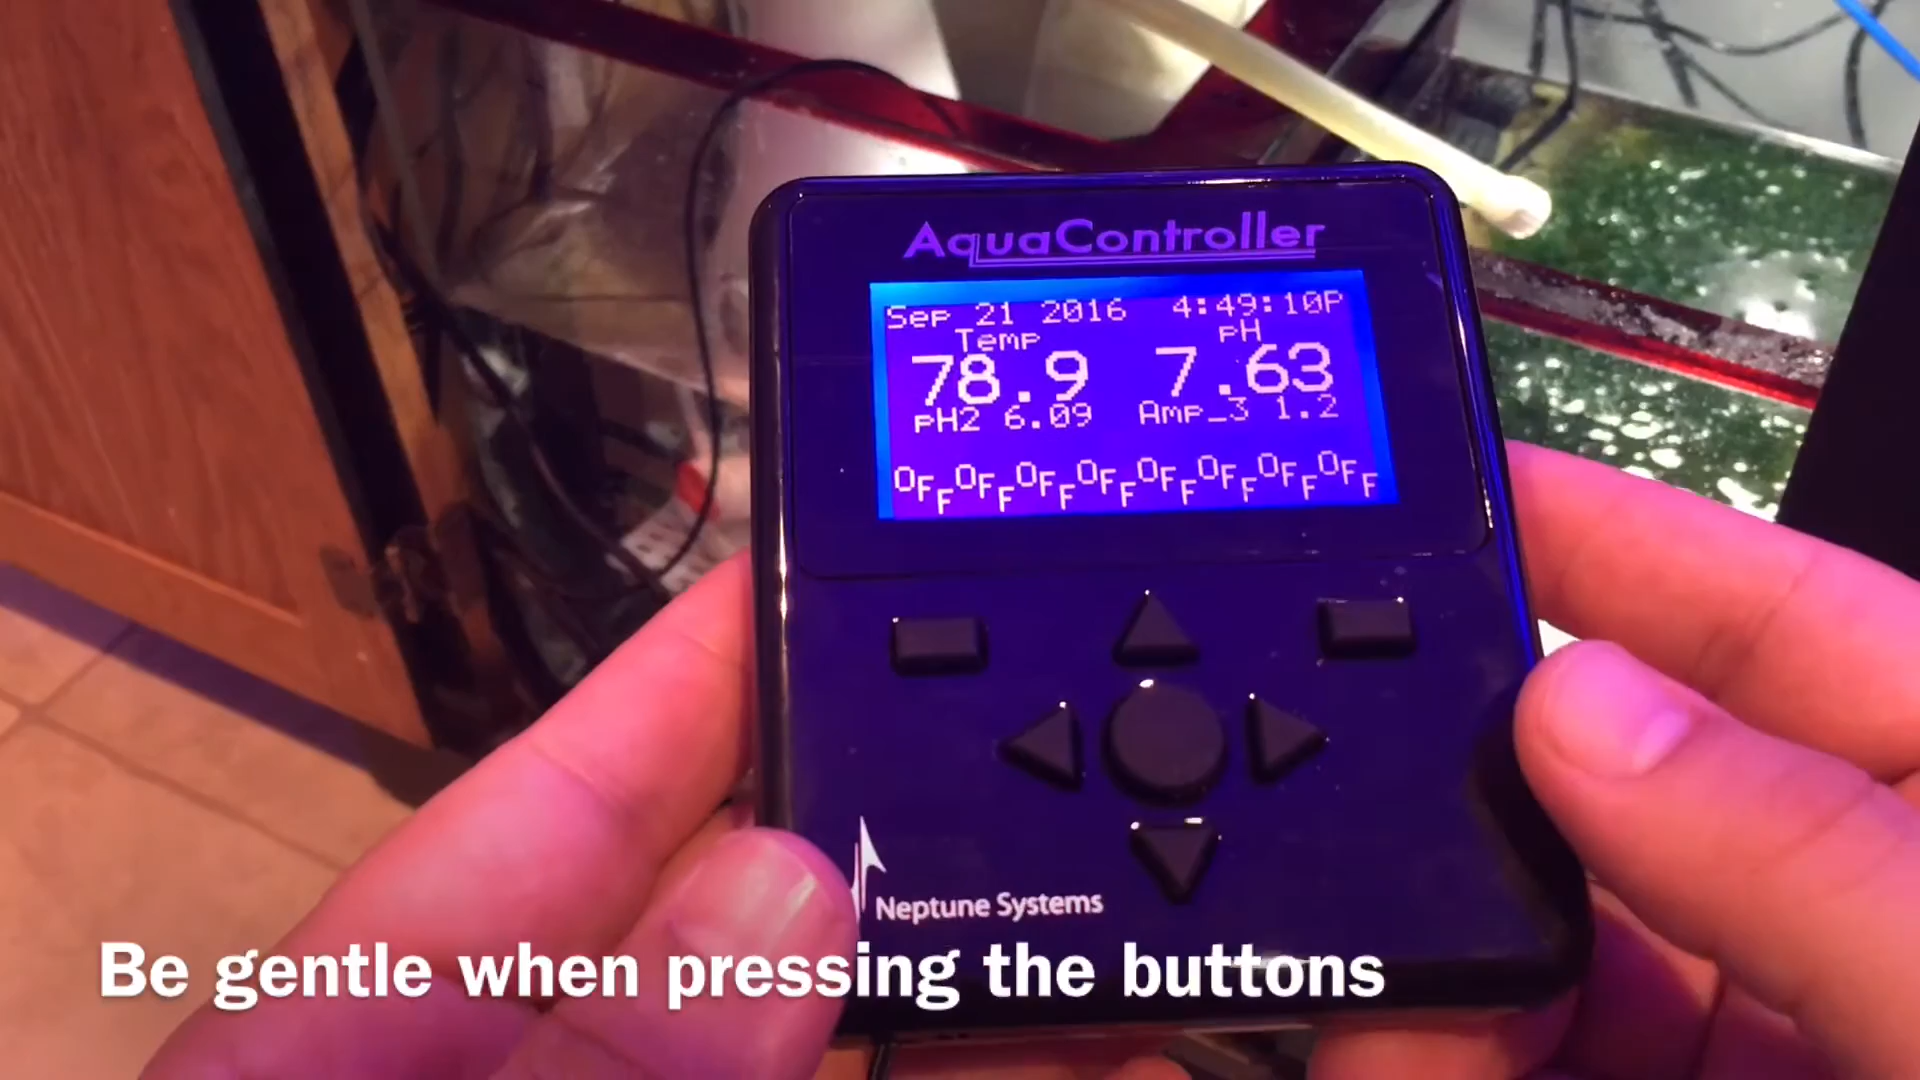 AquaController
Sep 21 2016 4:49:10P
Temp pH
78.9 7.63
pH2 6.09 Amp_3 1.2
OFF OFF OFF OFF OFF OFF OFF OFF
Neptune Systems
Be gentle when pressing the buttons